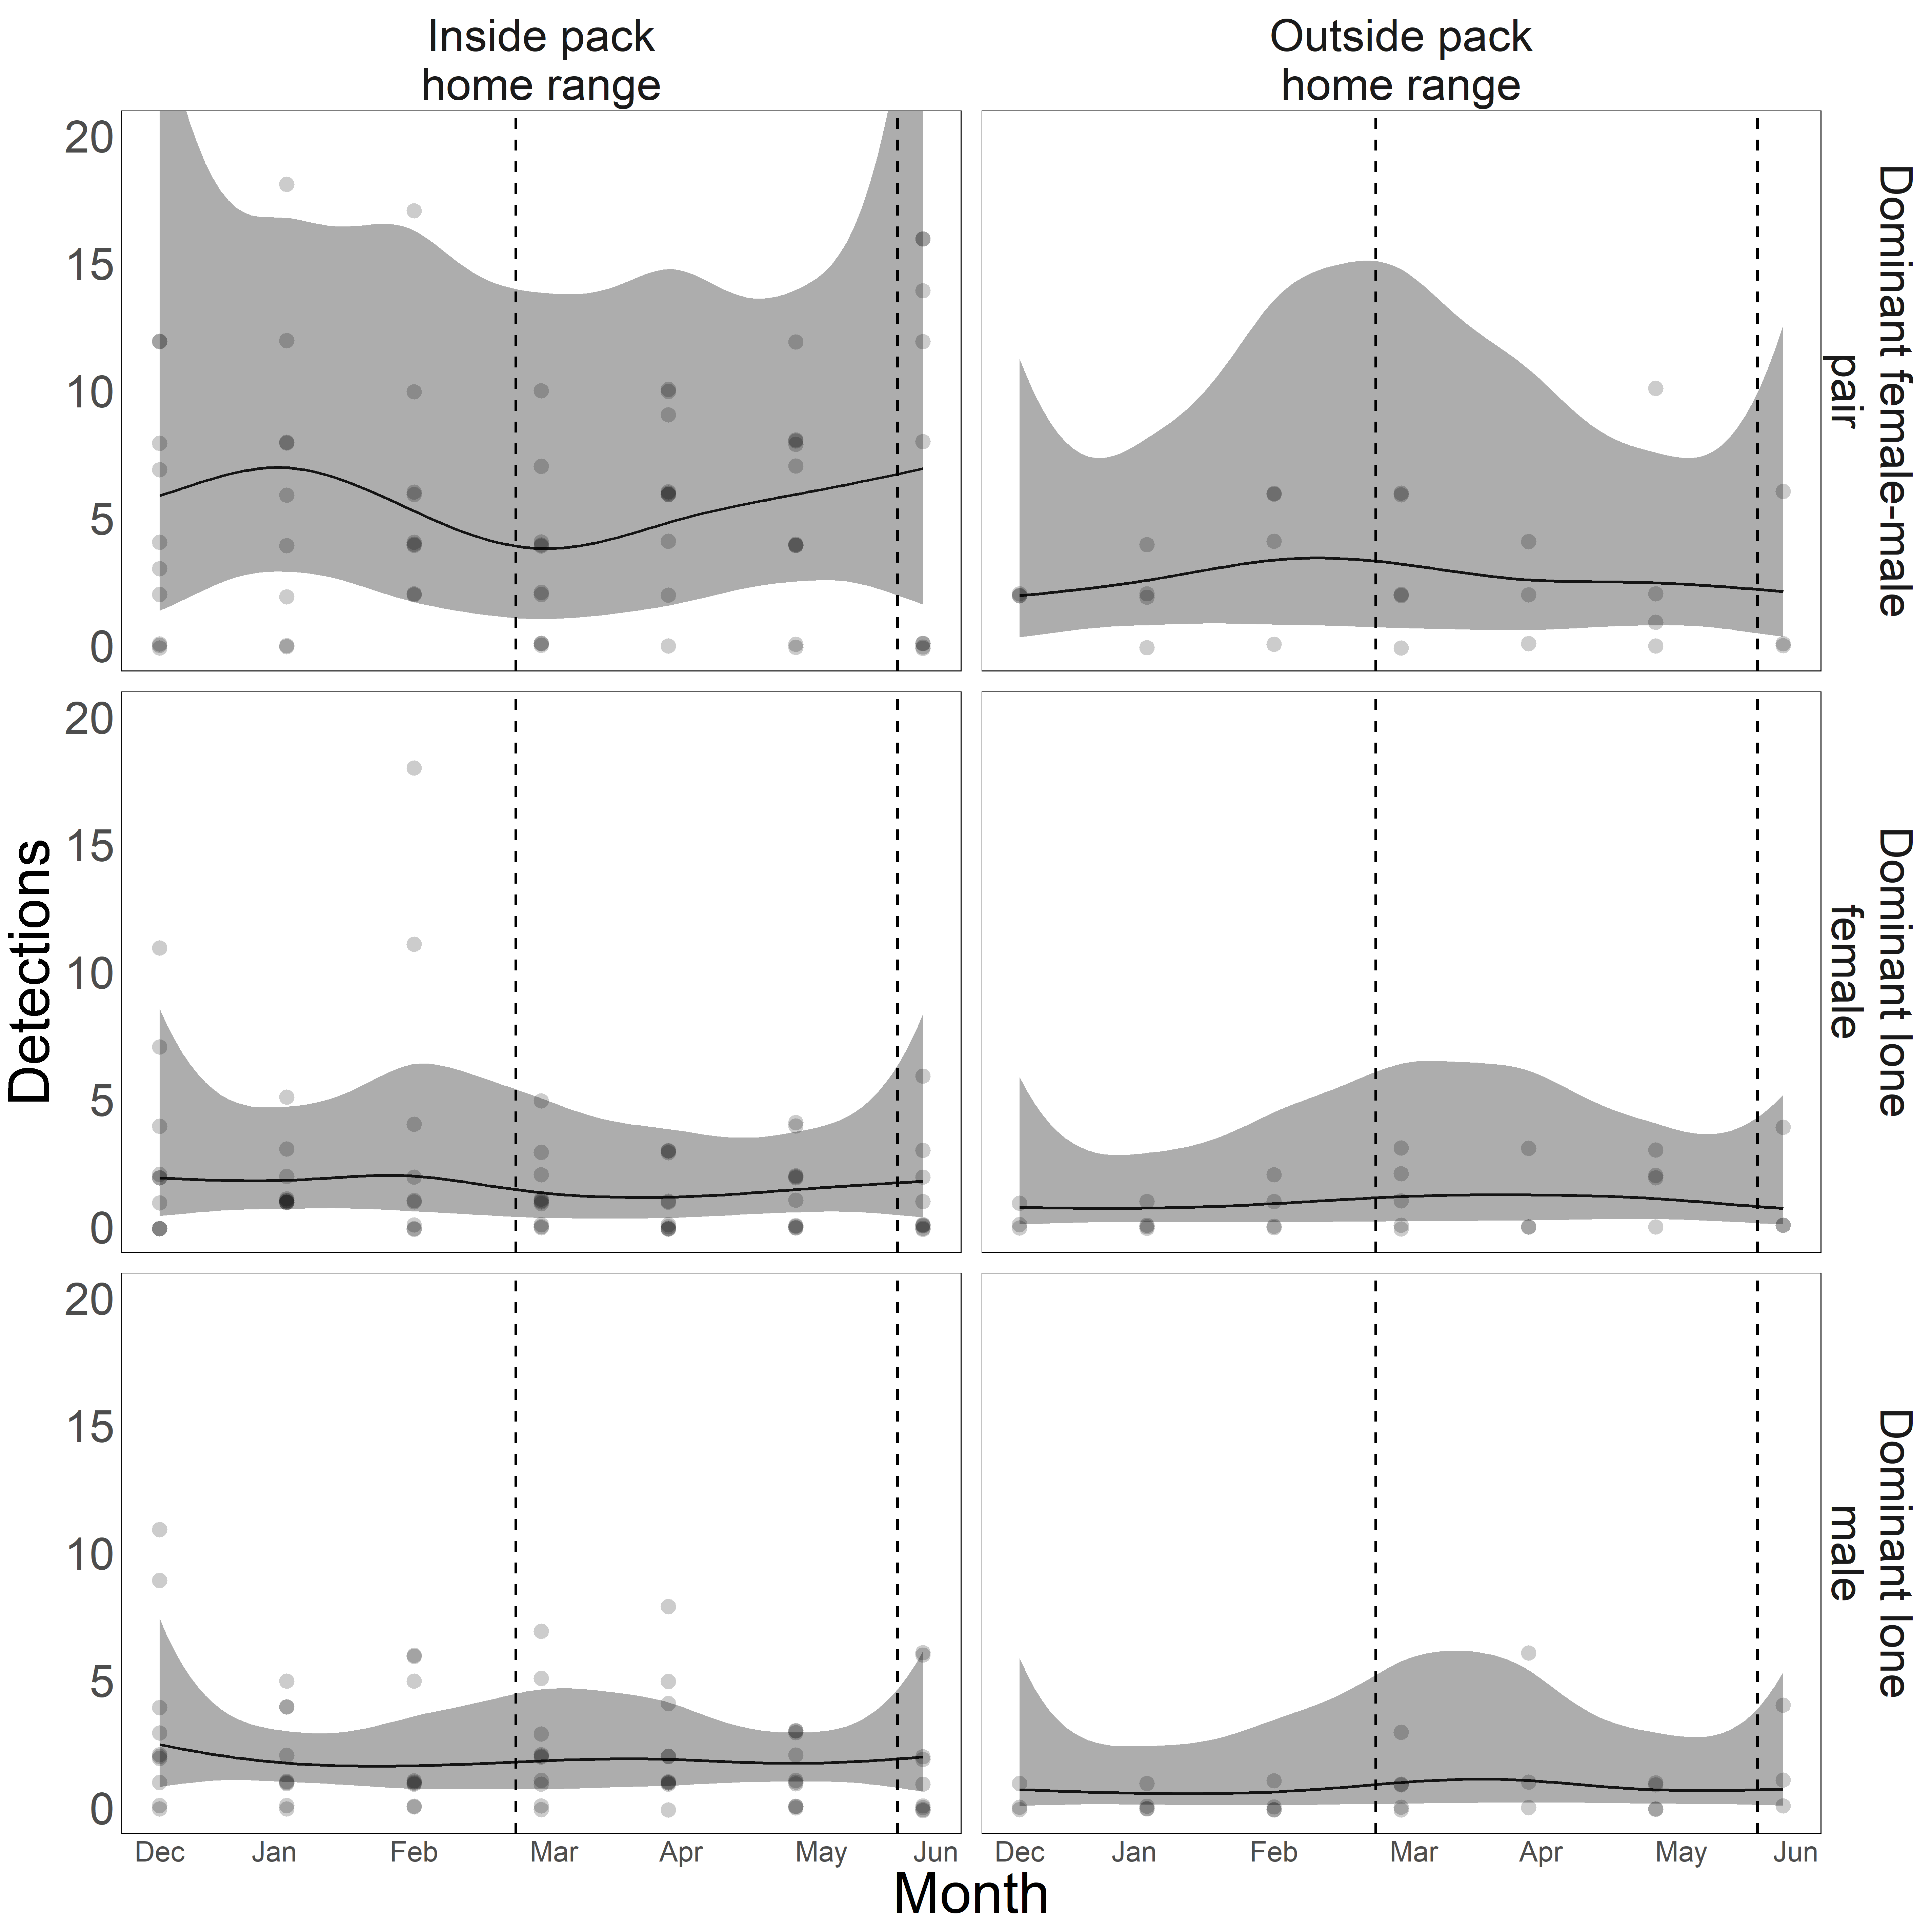 Inside pack
home range
Outside pack
home range
20
15
10
5
0
Dominant female-male
pair
20
15
10
5
0
Dominant lone
female
Detections
20
15
10
5
0
Dominant lone
male
Dec Jan Feb Mar Apr May Jun
Dec Jan Feb Mar Apr May Jun
Month